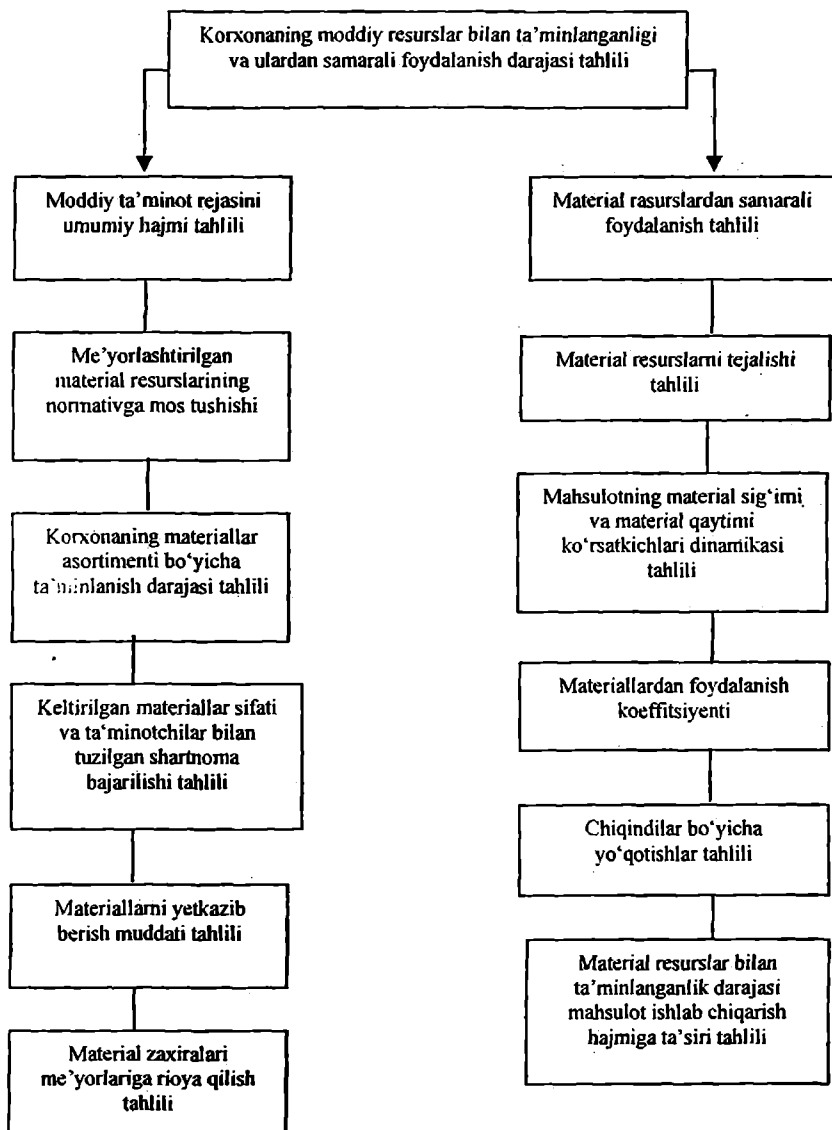 Korxonaning moddiy resurslar bilan ta'minlanganligi
va ulardan samarali foydalanish darajasi tahlili
Moddiy ta'minot rejasini
umumiy hajmi tahlili
Me'yorlashtirilgan
material resurslarining
normativga mos tushishi
Korxonaning materiallar
asortimenti bo‘yicha
ta'minlanish darajasi tahlili
Keltirilgan materiallar sifati
va ta'minotchilar bilan
tuzilgan shartnoma
bajarilishi tahlili
Materiallarni yetkazib
berish muddati tahlili
Material zaxiralari
me'yorlariga rioya qilish
tahlili
Material rasurslardan samarali
foydalanish tahlili
Material resurslarni tejalishi
tahlili
Mahsulotning material sig‘imi
va material qaytimi
ko‘rsatkichlari dinamikasi
tahlili
Materiallardan foydalanish
koeffitsiyenti
Chiqindilar bo‘yicha
yo‘qotishlar tahlili
Material resurslar bilan
ta'minlanganlik darajasi
mahsulot ishlab chiqarish
hajmiga ta'siri tahlili